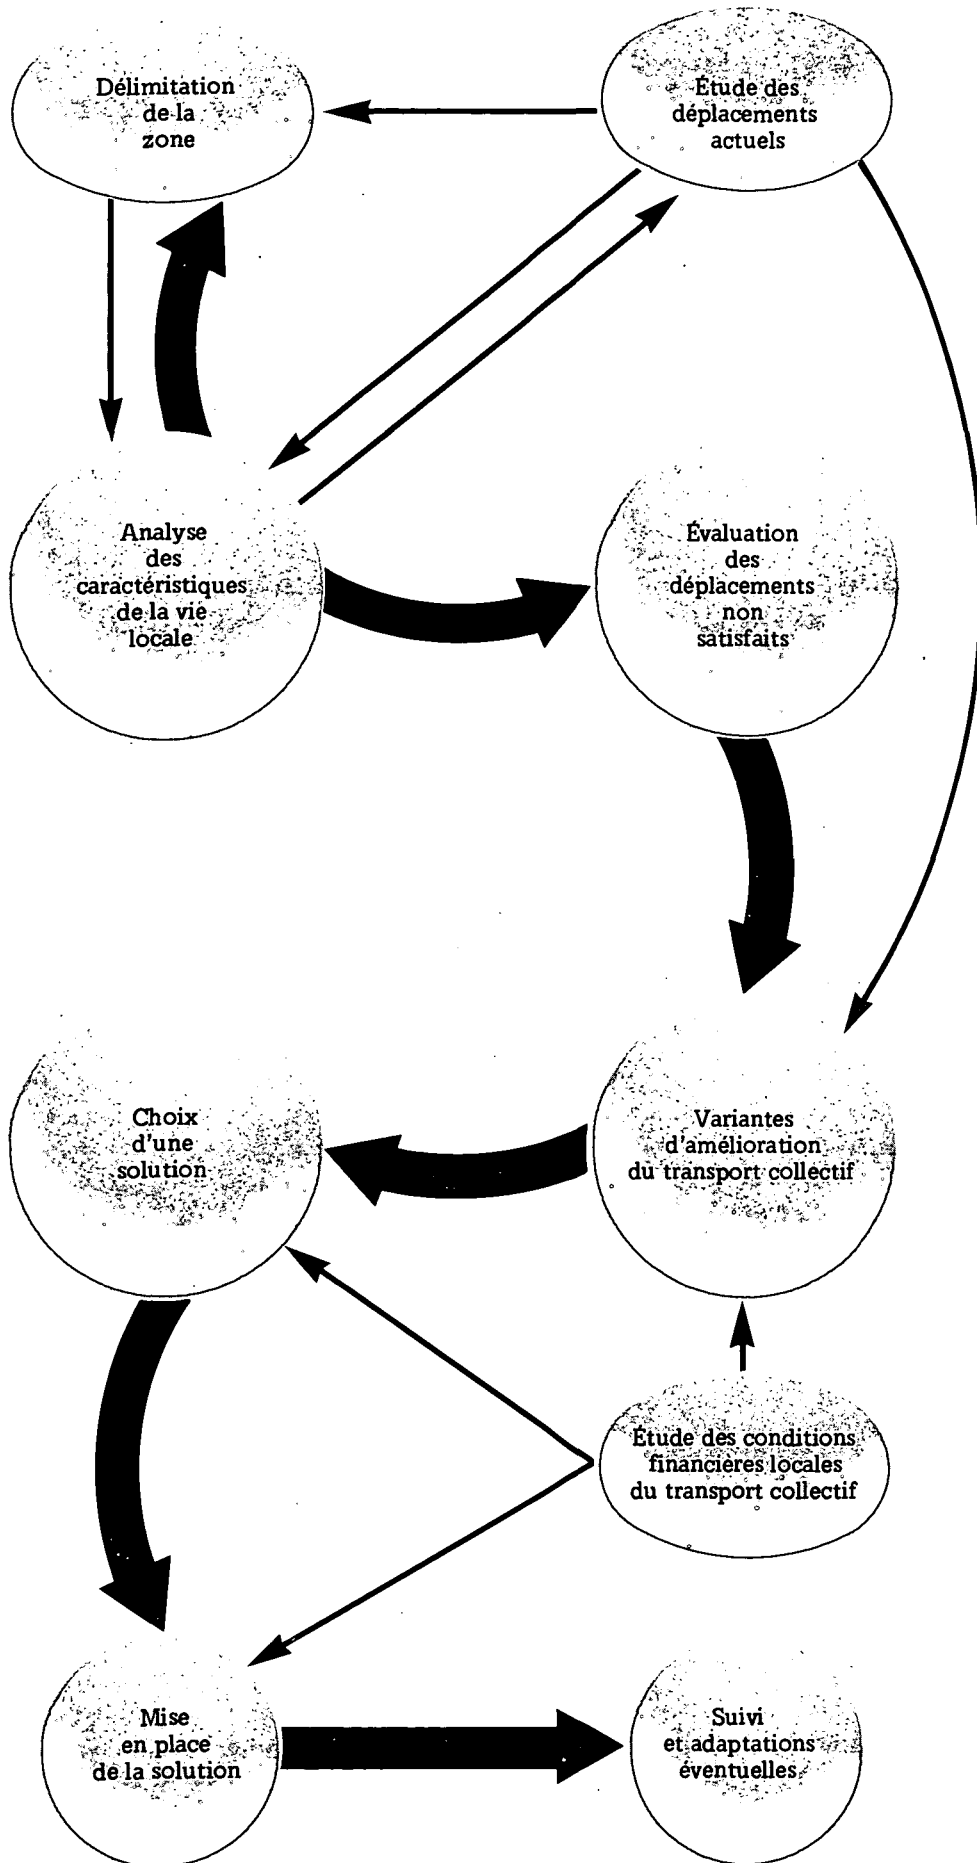 Délimitation
de la
zone
Étude des
déplacements
actuels
Analyse
des
caractéristiques
de la vie
locale
Évaluation
des
déplacements
non
satisfaits
Choix
d'une
solution
Variantes
d'amélioration
du transport collectif
Étude des conditions
financières locales
du transport collectif
Mise
en place
de la solution
Suivi
et adaptations
éventuelles